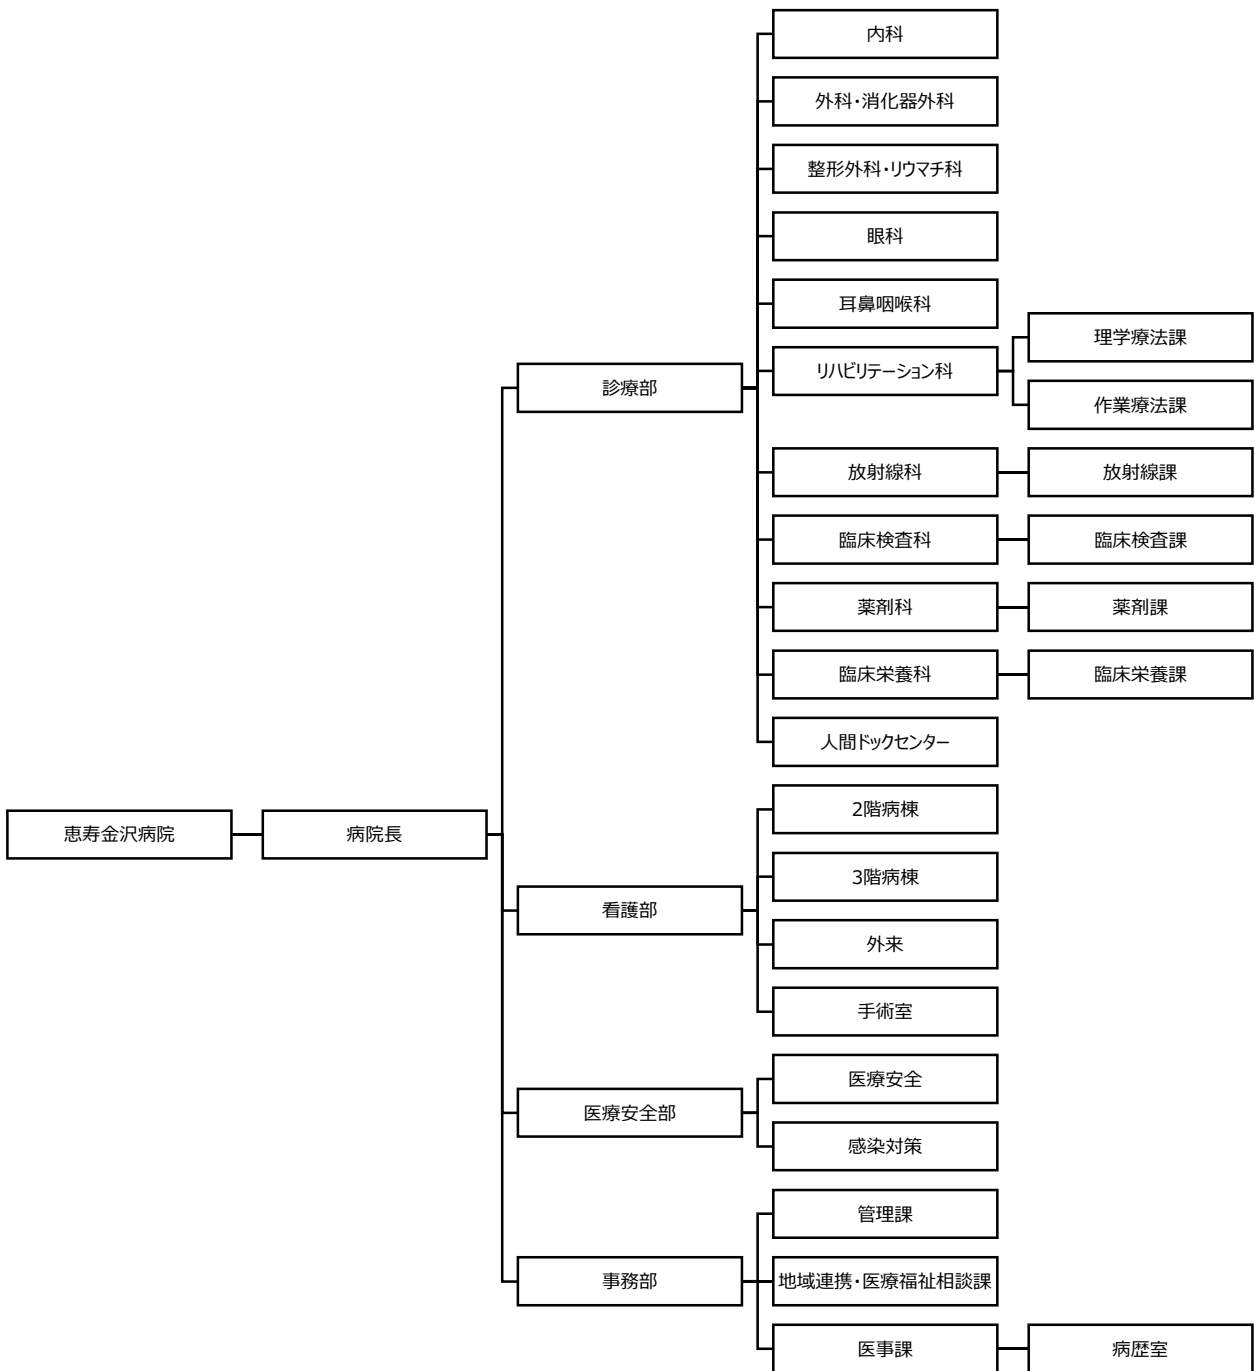 恵寿金沢病院
病院長
診療部
内科
外科・消化器外科
整形外科・リウマチ科
眼科
耳鼻咽喉科
リハビリテーション科
理学療法課
作業療法課
放射線科
放射線課
臨床検査科
臨床検査課
薬剤科
薬剤課
臨床栄養科
臨床栄養課
人間ドックセンター
看護部
2階病棟
3階病棟
外来
手術室
医療安全部
医療安全
感染対策
事務部
管理課
地域連携・医療福祉相談課
医事課
病歴室